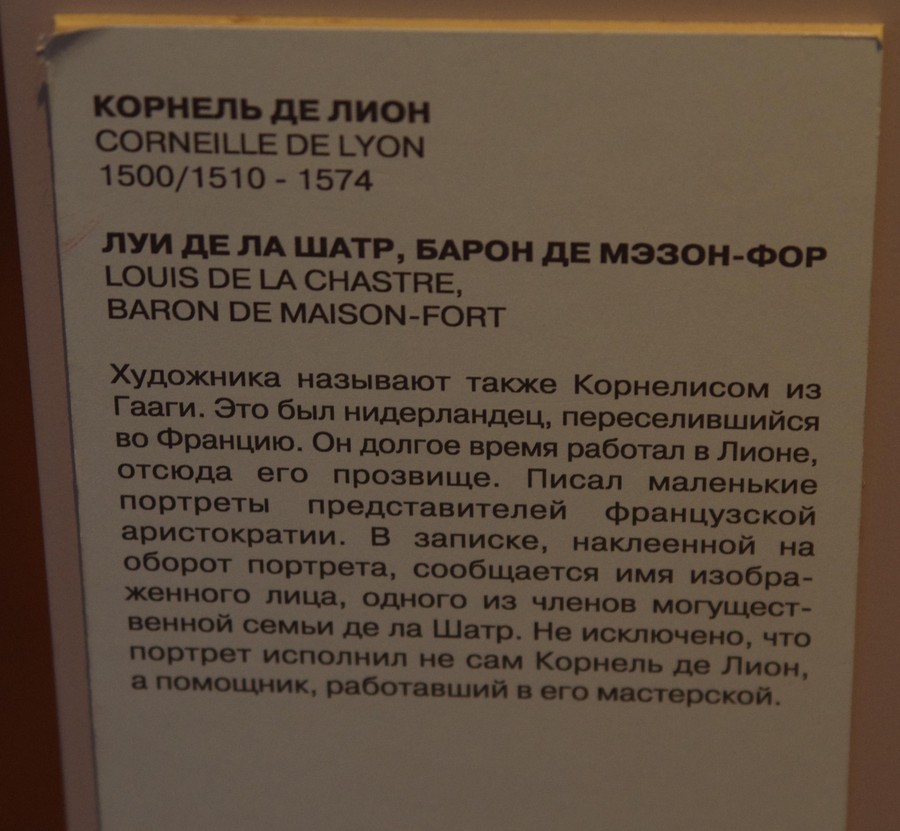 КОРНЕЛЬ ДЕ ЛИОН
CORNEILLE DE LYON
1500/1510 - 1574
ЛУИ ДЕ ЛА ШАТР, БАРОН ДЕ МЭЗОН-ФОР
LOUIS DE LA CHASTRE,
BARON DE MAISON-FORT
Художника называют также Корнелисом из
Гааги. Это был нидерландец, переселившийся
во Францию. Он долгое время работал в Лионе,
отсюда его прозвище. Писал маленькие
портреты представителей французской
аристократии. В записке, наклеенной на
оборот портрета, сообщается имя изобра-
женного лица, одного из членов могущест-
венной семьи де ла Шатр. Не исключено, что
портрет исполнил не сам Корнель де Лион,
а помощник, работавший в его мастерской.